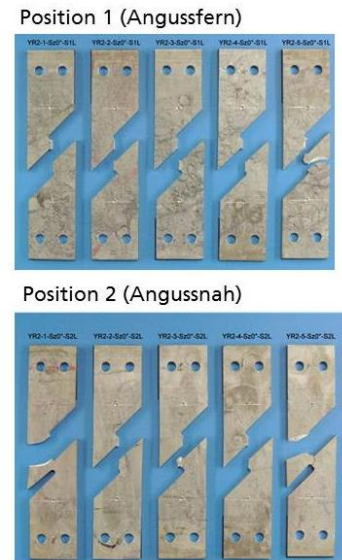 Position 1 (Angussfern)
YR2-1-Sz0°-S1L YR2-2-Sz0°-S1L YR2-3-Sz0°-S1L YR2-4-Sz0°-S1L YR2-5-Sz0°-S1L
Position 2 (Angussnah)
YR2-1-Sz0°-S2L YR2-2-Sz0°-S2L YR2-3-Sz0°-S2L YR2-4-Sz0°-S2L YR2-5-Sz0°-S2L